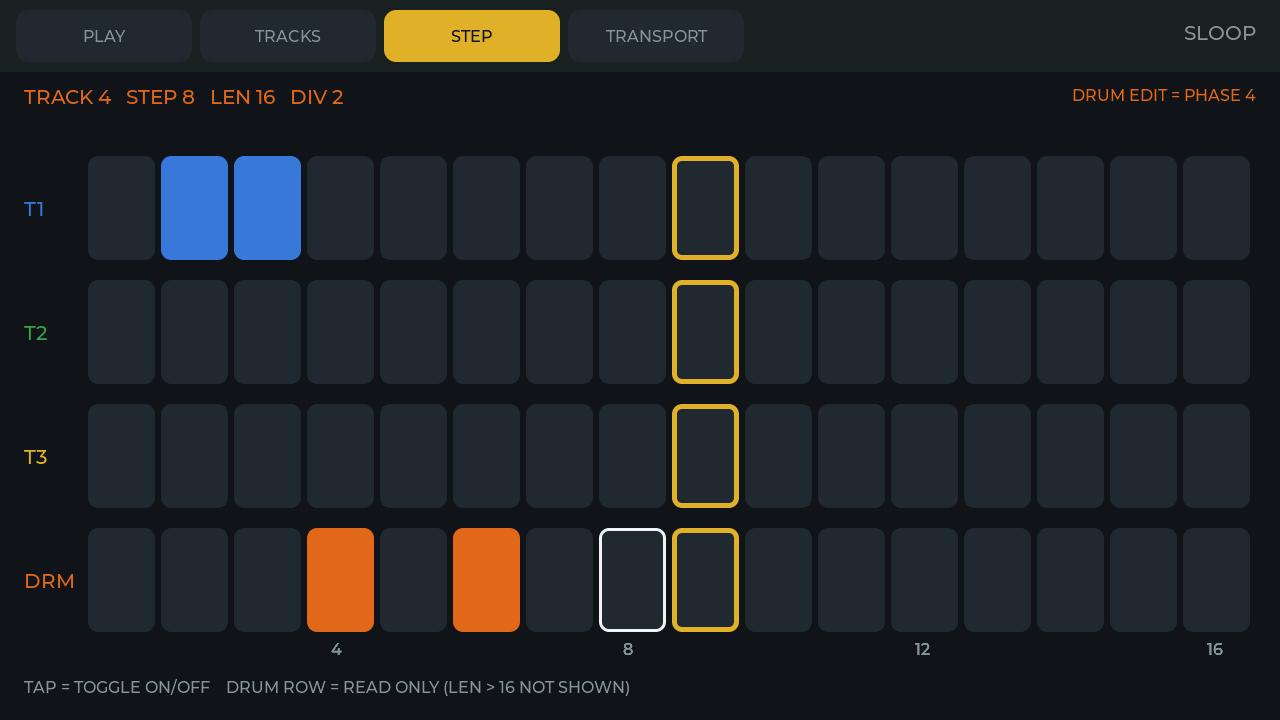 PLAY TRACKS STEP TRANSPORT SLOOP
TRACK 4 STEP 8 LEN 16 DIV 2 DRUM EDIT = PHASE 4
T1
T2
T3
DRM
4 8 12 16
TAP = TOGGLE ON/OFF DRUM ROW = READ ONLY (LEN > 16 NOT SHOWN)